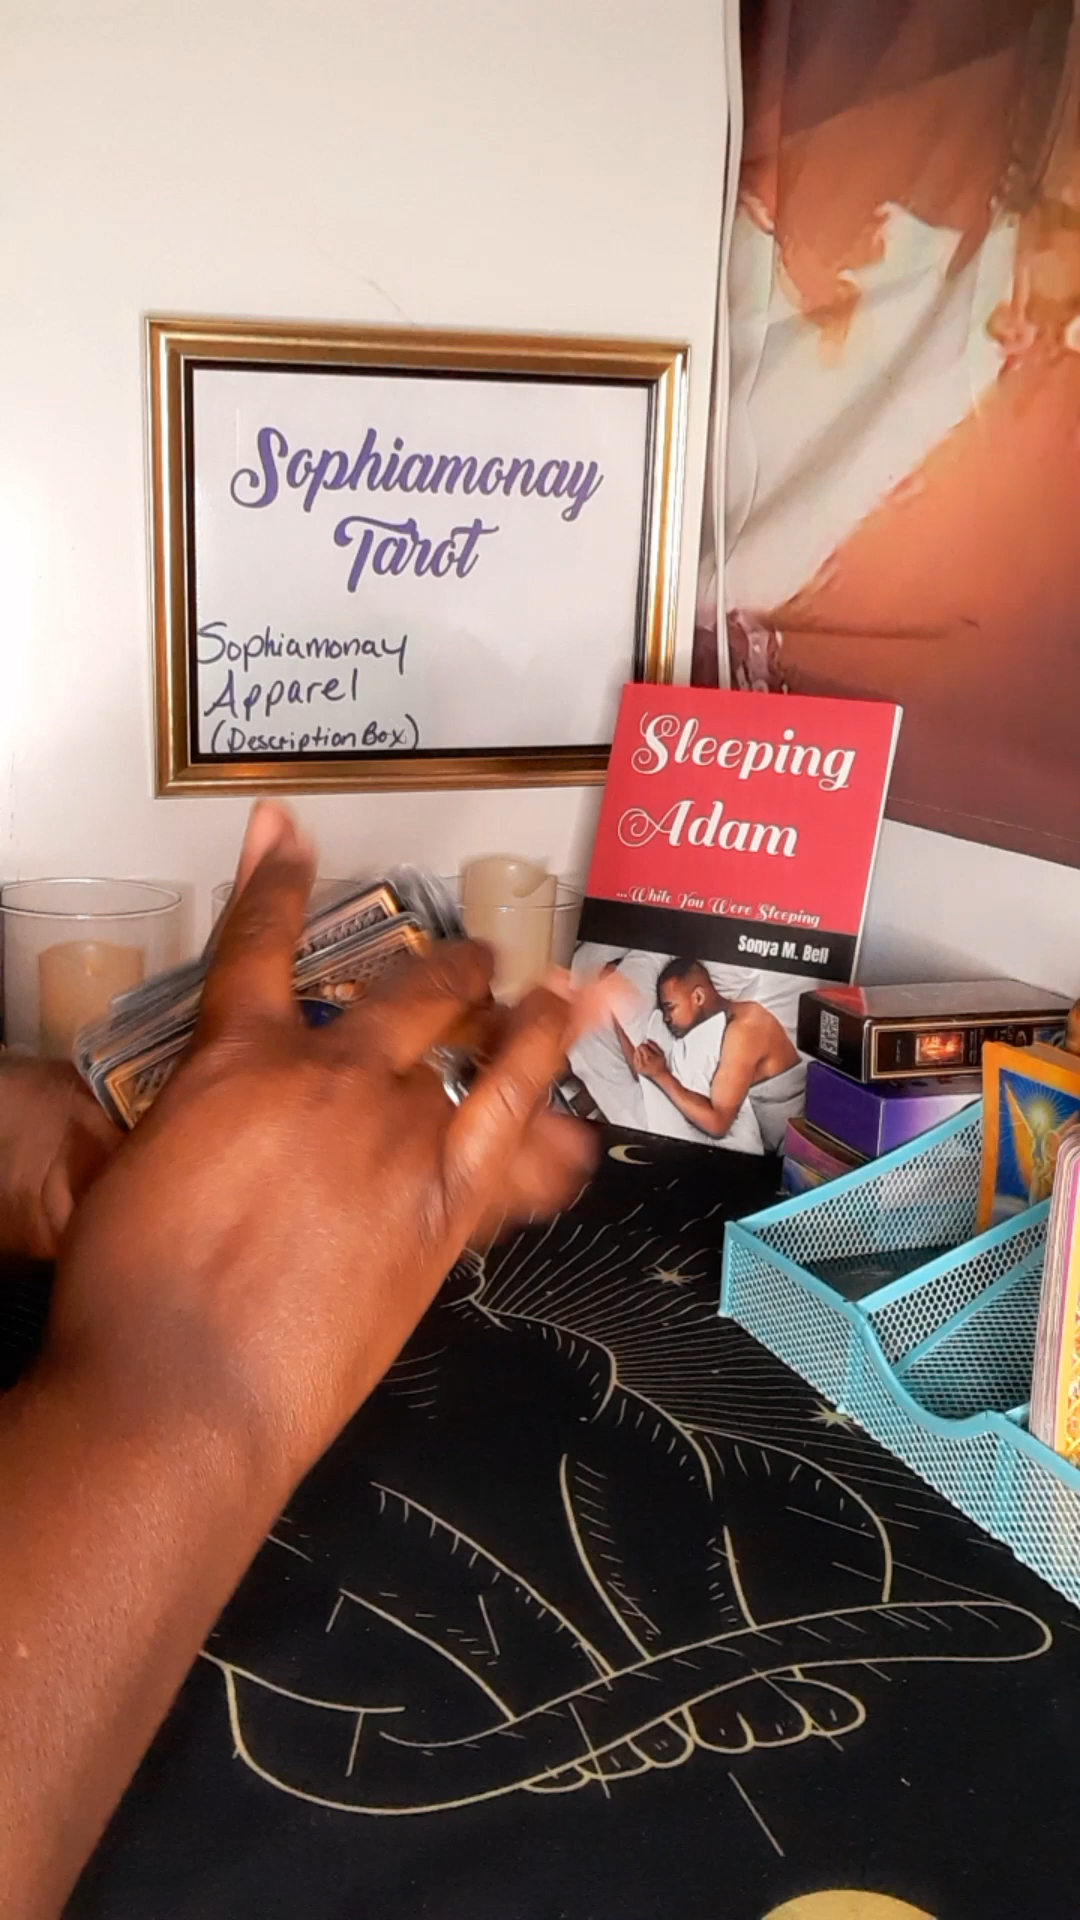 Sophiamonay
Tarot
Sophiamonay
Apparel
(Description Box)
Sleeping
Adam
...While You Were Sleeping
Sonya M. Bell